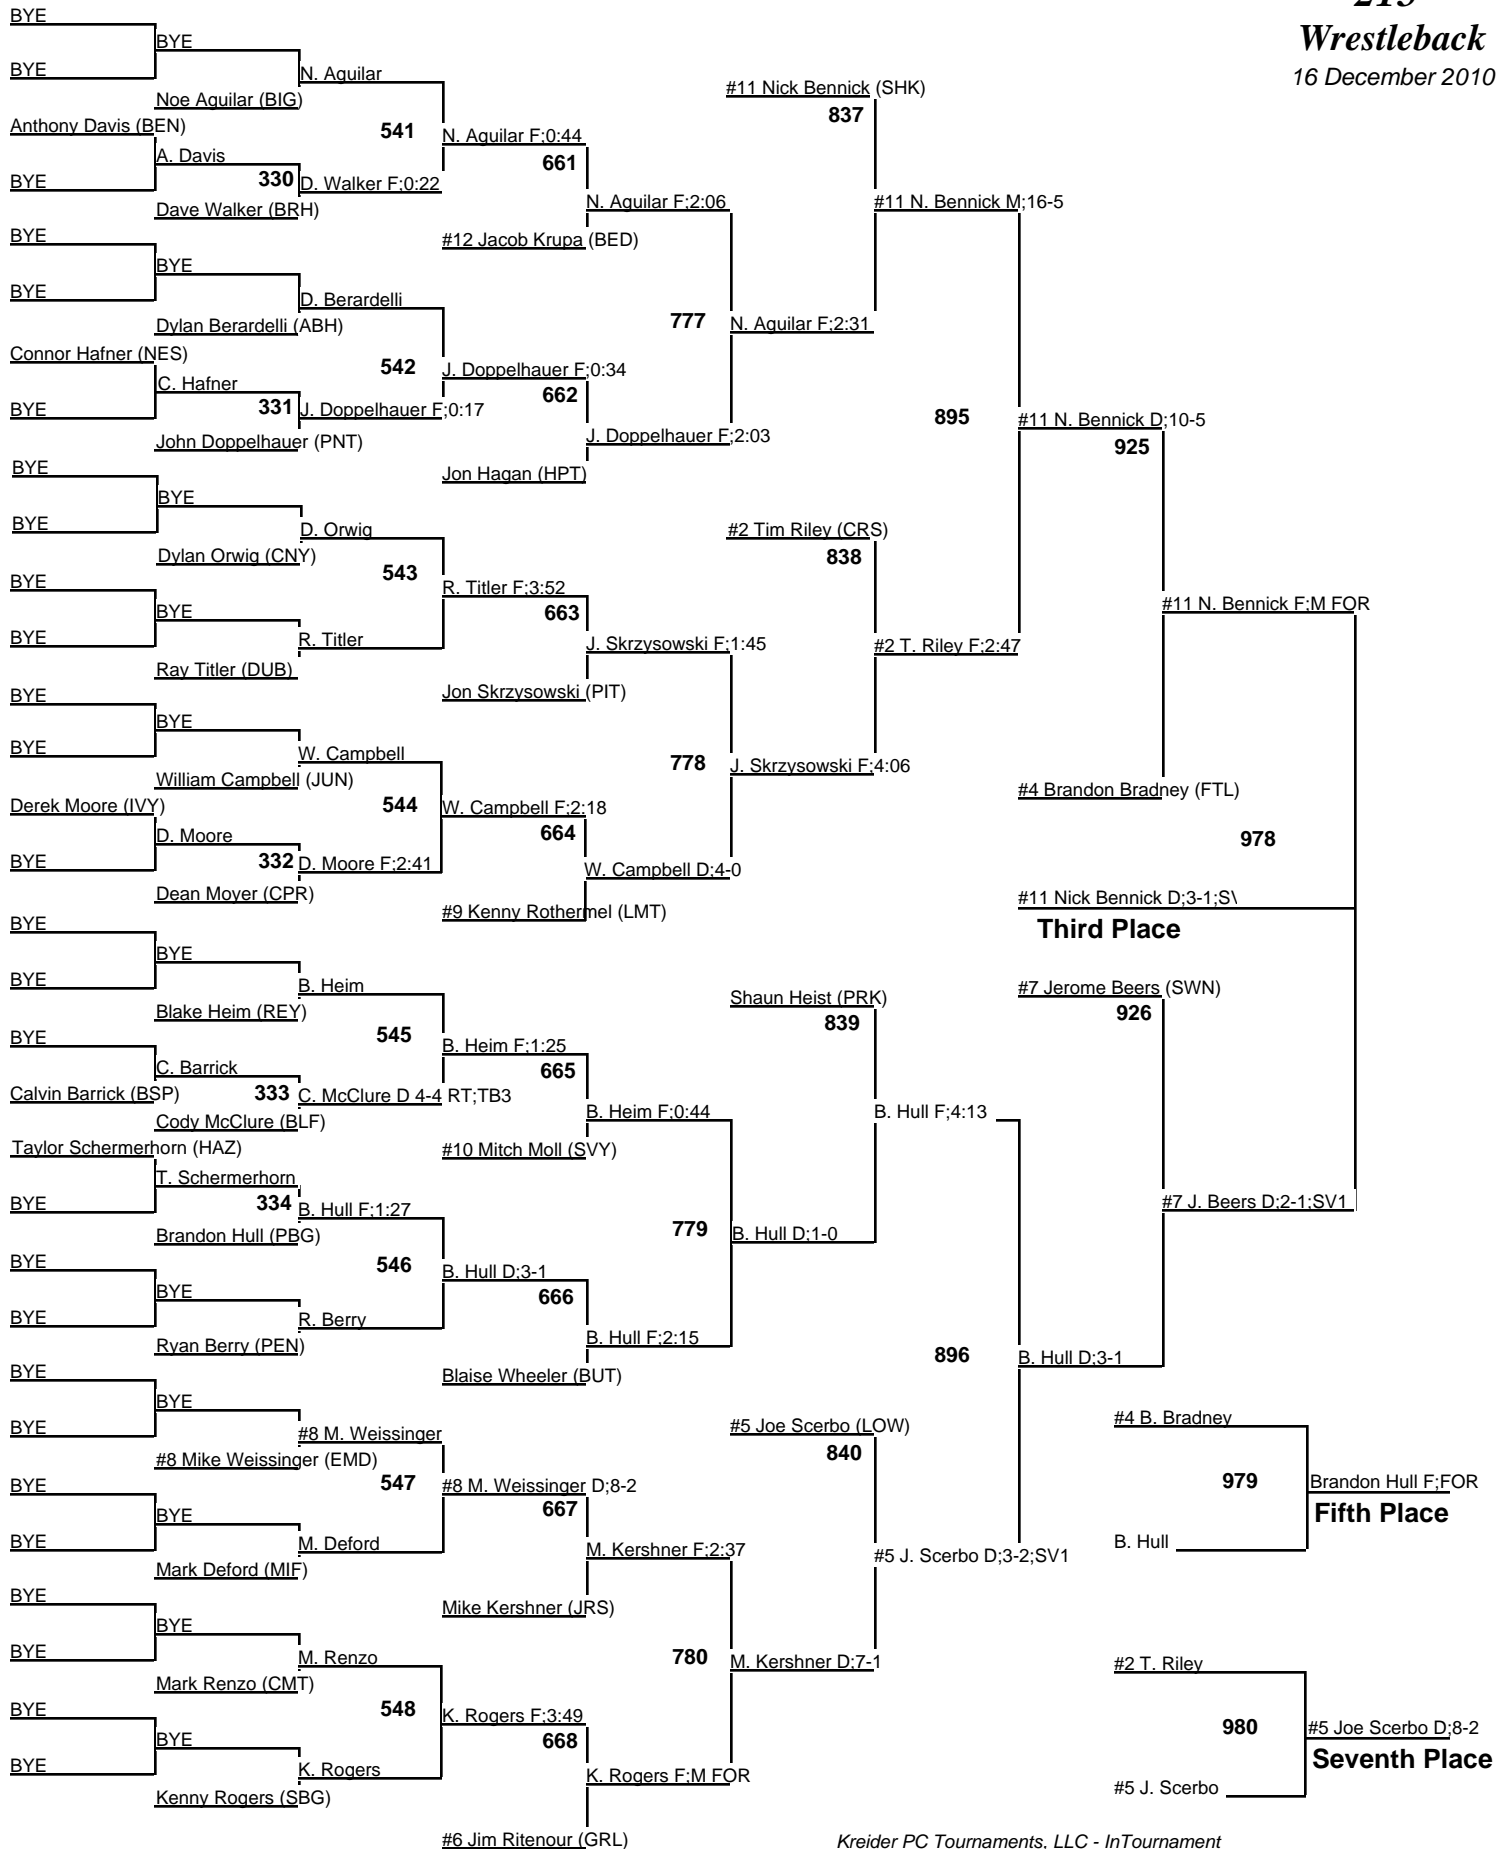 Wrestleback
16 December 2010
BYE
BYE
BYE
N. Aguilar
Noe Aguilar (BIG)
Anthony Davis (BEN)
A. Davis
BYE
330
D. Walker F;0:22
Dave Walker (BRH)
541
N. Aguilar F;0:44
661
N. Aguilar F;2:06
#12 Jacob Krupa (BED)
BYE
BYE
BYE
D. Berardelli
Dylan Berardelli (ABH)
Connor Hafner (NES)
C. Hafner
BYE
331
J. Doppelhauer F;0:17
John Doppelhauer (PNT)
542
J. Doppelhauer F;0:34
662
J. Doppelhauer F;2:03
Jon Hagan (HPT)
777
N. Aguilar F;2:31
#11 Nick Bennick (SHK)
837
#11 N. Bennick M;16-5
BYE
BYE
BYE
D. Orwig
Dylan Orwig (CNY)
543
BYE
BYE
BYE
R. Titler
Ray Titler (DUB)
R. Titler F;3:52
663
J. Skrzysowski F;1:45
Jon Skrzysowski (PIT)
BYE
BYE
BYE
W. Campbell
William Campbell (JUN)
Derek Moore (IVY)
D. Moore
BYE
332
D. Moore F;2:41
Dean Moyer (CPR)
544
W. Campbell F;2:18
664
W. Campbell D;4-0
#9 Kenny Rothermel (LMT)
778
J. Skrzysowski F;4:06
#2 Tim Riley (CRS)
838
#2 T. Riley F;2:47
895
#11 N. Bennick D;10-5
925
#11 N. Bennick F;M FOR
#4 Brandon Bradney (FTL)
978
#11 Nick Bennick D;3-1;S\
Third Place
BYE
BYE
BYE
B. Heim
Blake Heim (REY)
BYE
C. Barrick
Calvin Barrick (BSP)
333
C. McClure D 4-4 RT;TB3
Cody McClure (BLF)
545
B. Heim F;1:25
665
B. Heim F;0:44
#10 Mitch Moll (SVY)
Taylor Schermerhorn (HAZ)
T. Schermerhorn
BYE
334
B. Hull F;1:27
Brandon Hull (PBG)
546
BYE
BYE
BYE
R. Berry
Ryan Berry (PEN)
B. Hull D;3-1
666
B. Hull F;2:15
Blaise Wheeler (BUT)
779
B. Hull D;1-0
Shaun Heist (PRK)
839
B. Hull F;4:13
#7 Jerome Beers (SWN)
926
#7 J. Beers D;2-1;SV1
896
B. Hull D;3-1
BYE
BYE
BYE
#8 M. Weissinger
#8 Mike Weissinger (EMD)
547
BYE
BYE
BYE
M. Deford
Mark Deford (MIF)
#8 M. Weissinger D;8-2
667
M. Kershner F;2:37
Mike Kershner (JRS)
BYE
BYE
BYE
M. Renzo
Mark Renzo (CMT)
548
BYE
BYE
BYE
K. Rogers
Kenny Rogers (SBG)
K. Rogers F;3:49
668
K. Rogers F;M FOR
#6 Jim Ritenour (GRL)
780
M. Kershner D;7-1
#5 Joe Scerbo (LOW)
840
#5 J. Scerbo D;3-2;SV1
#4 B. Bradney
979
Brandon Hull F;FOR
Fifth Place
B. Hull
#2 T. Riley
980
#5 Joe Scerbo D;8-2
Seventh Place
#5 J. Scerbo
Kreider PC Tournaments, LLC - InTournament